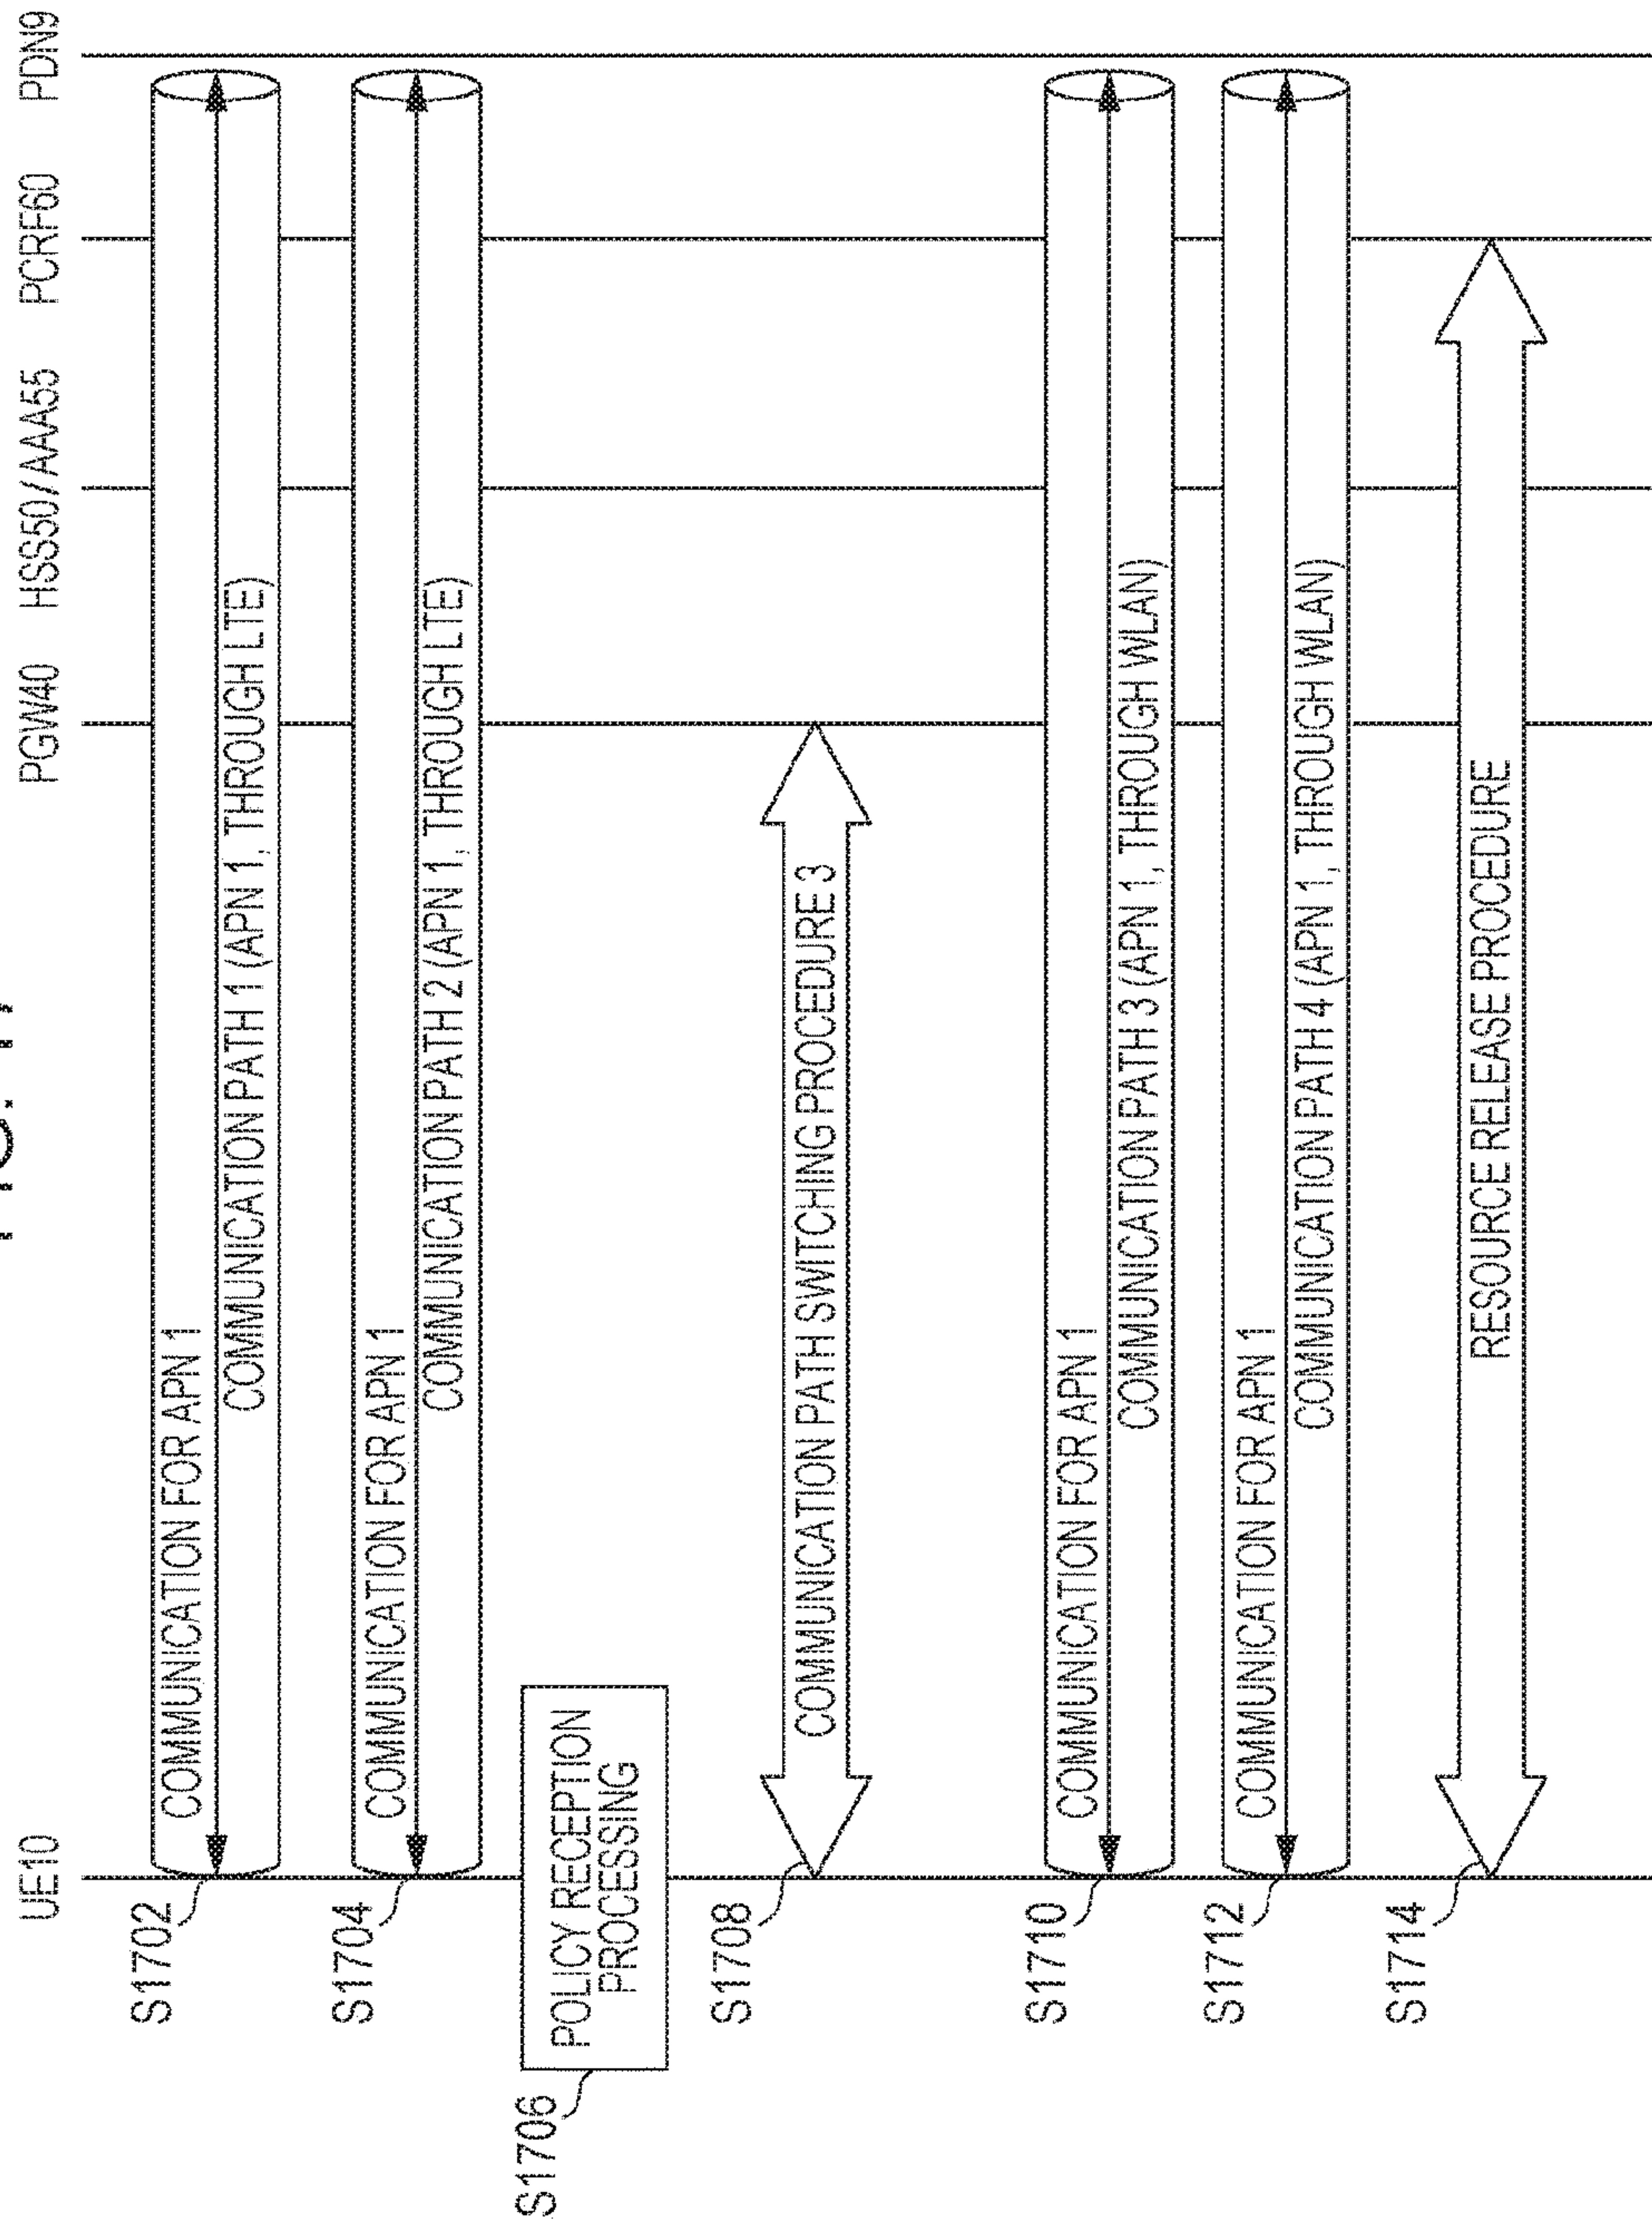 UE10
PGW40
HSS50/AAA55
PCRF60
PDN9
S1702
COMMUNICATION FOR APN 1
COMMUNICATION PATH 1 (APN 1, THROUGH LTE)
S1704
COMMUNICATION FOR APN 1
COMMUNICATION PATH 2 (APN 1, THROUGH LTE)
S1706
POLICY RECEPTION
PROCESSING
S1708
COMMUNICATION PATH SWITCHING PROCEDURE 3
S1710
COMMUNICATION FOR APN 1
COMMUNICATION PATH 3 (APN 1, THROUGH WLAN)
S1712
COMMUNICATION FOR APN 1
COMMUNICATION PATH 4 (APN 1, THROUGH WLAN)
S1714
RESOURCE RELEASE PROCEDURE